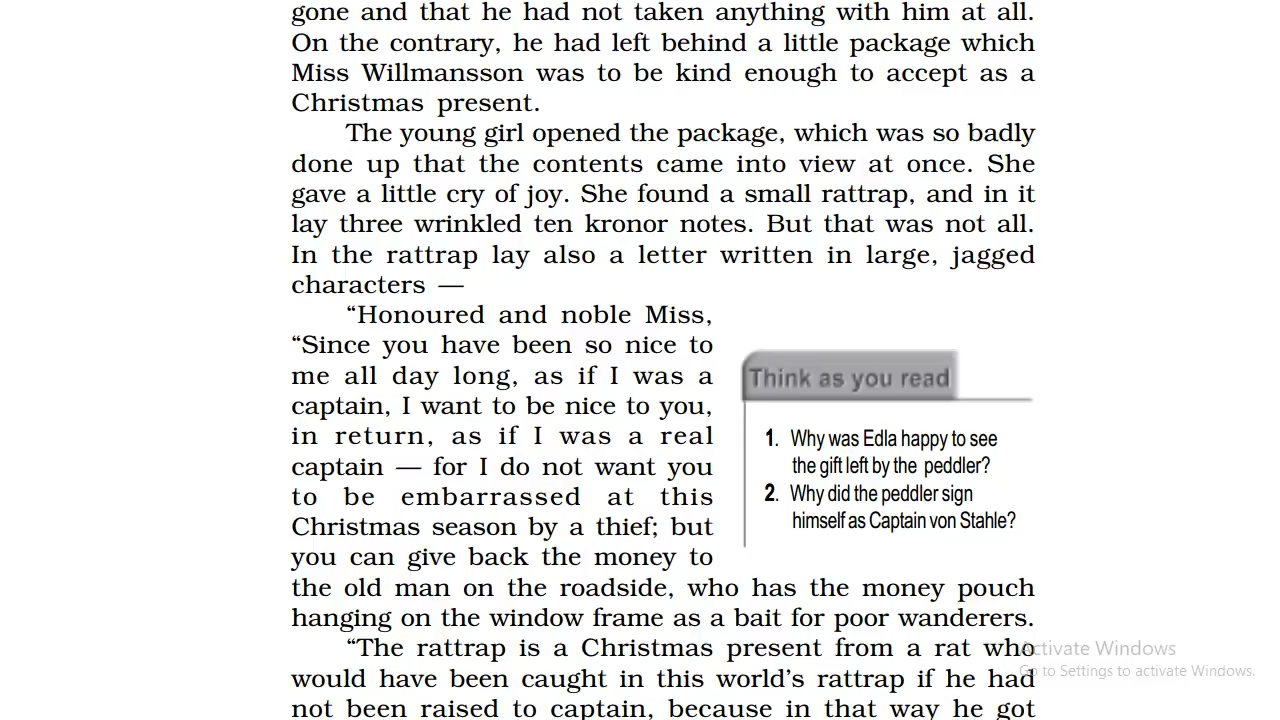 gone and that he had not taken anything with him at all.
On the contrary, he had left behind a little package which
Miss Willmansson was to be kind enough to accept as a
Christmas present.
The young girl opened the package, which was so badly
done up that the contents came into view at once. She
gave a little cry of joy. She found a small rattrap, and in it
lay three wrinkled ten kronor notes. But that was not all.
In the rattrap lay also a letter written in large, jagged
characters —
“Honoured and noble Miss,
“Since you have been so nice to
me all day long, as if I was a
captain, I want to be nice to you,
in return, as if I was a real
captain — for I do not want you
to be embarrassed at this
Christmas season by a thief; but
you can give back the money to
the old man on the roadside, who has the money pouch
hanging on the window frame as a bait for poor wanderers.
“The rattrap is a Christmas present from a rat who
would have been caught in this world’s rattrap if he had
not been raised to captain, because in that way he got
Think as you read
1. Why was Edla happy to see
the gift left by the peddler?
2. Why did the peddler sign
himself as Captain von Stahle?
Activate Windows
Go to Settings to activate Windows.